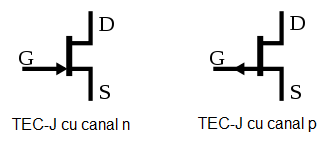 D D
G G
S S
TEC-J cu canal n TEC-J cu canal p